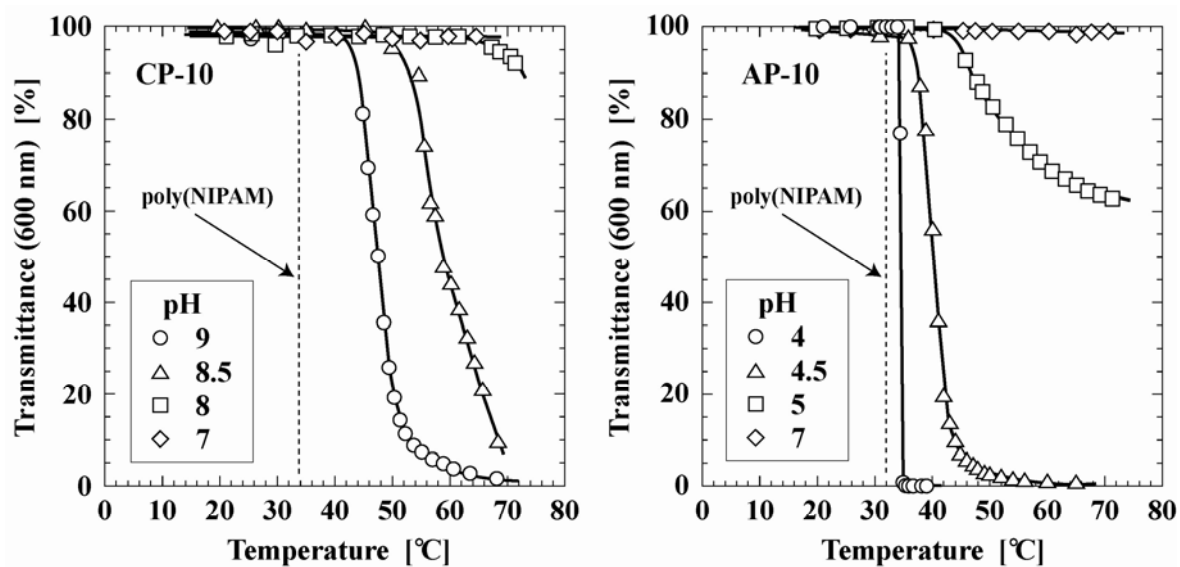 100
80
60
40
20
0
Transmittance (600 nm) [%]
CP-10
poly(NIPAM)
pH
9
8.5
8
7
0 10 20 30 40 50 60 70 80
Temperature [℃]
100
80
60
40
20
0
Transmittance (600 nm) [%]
AP-10
poly(NIPAM)
pH
4
4.5
5
7
0 10 20 30 40 50 60 70 80
Temperature [℃]